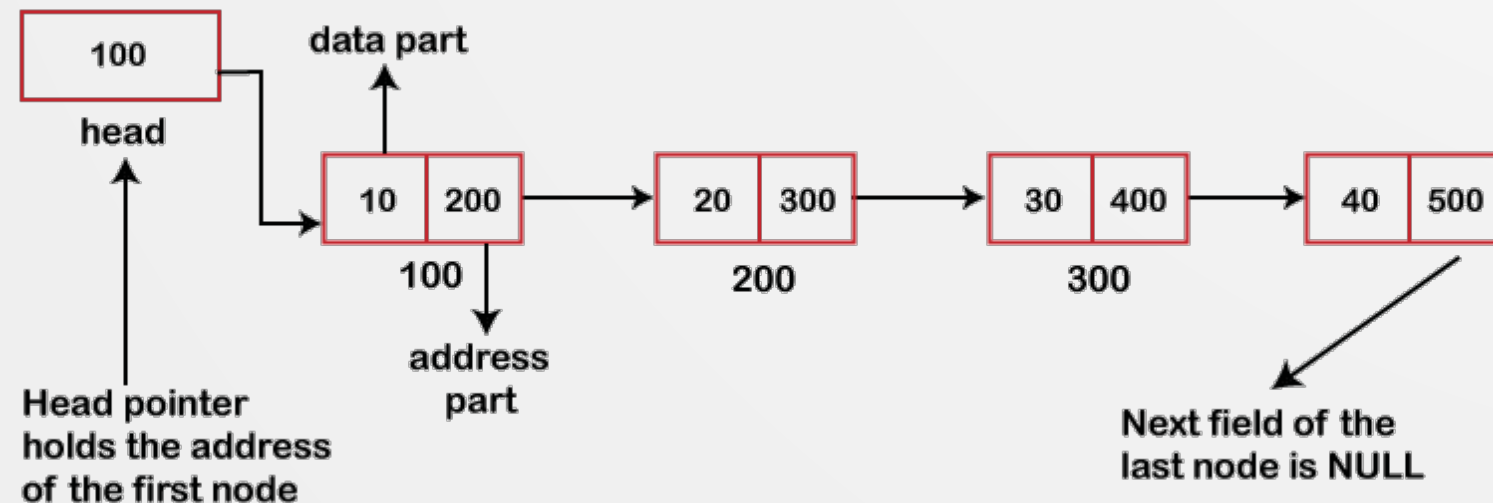 100
head
data part
10 200
20 300
30 400
40 500
100
200
300
address
part
Head pointer
holds the address
of the first node
Next field of the
last node is NULL